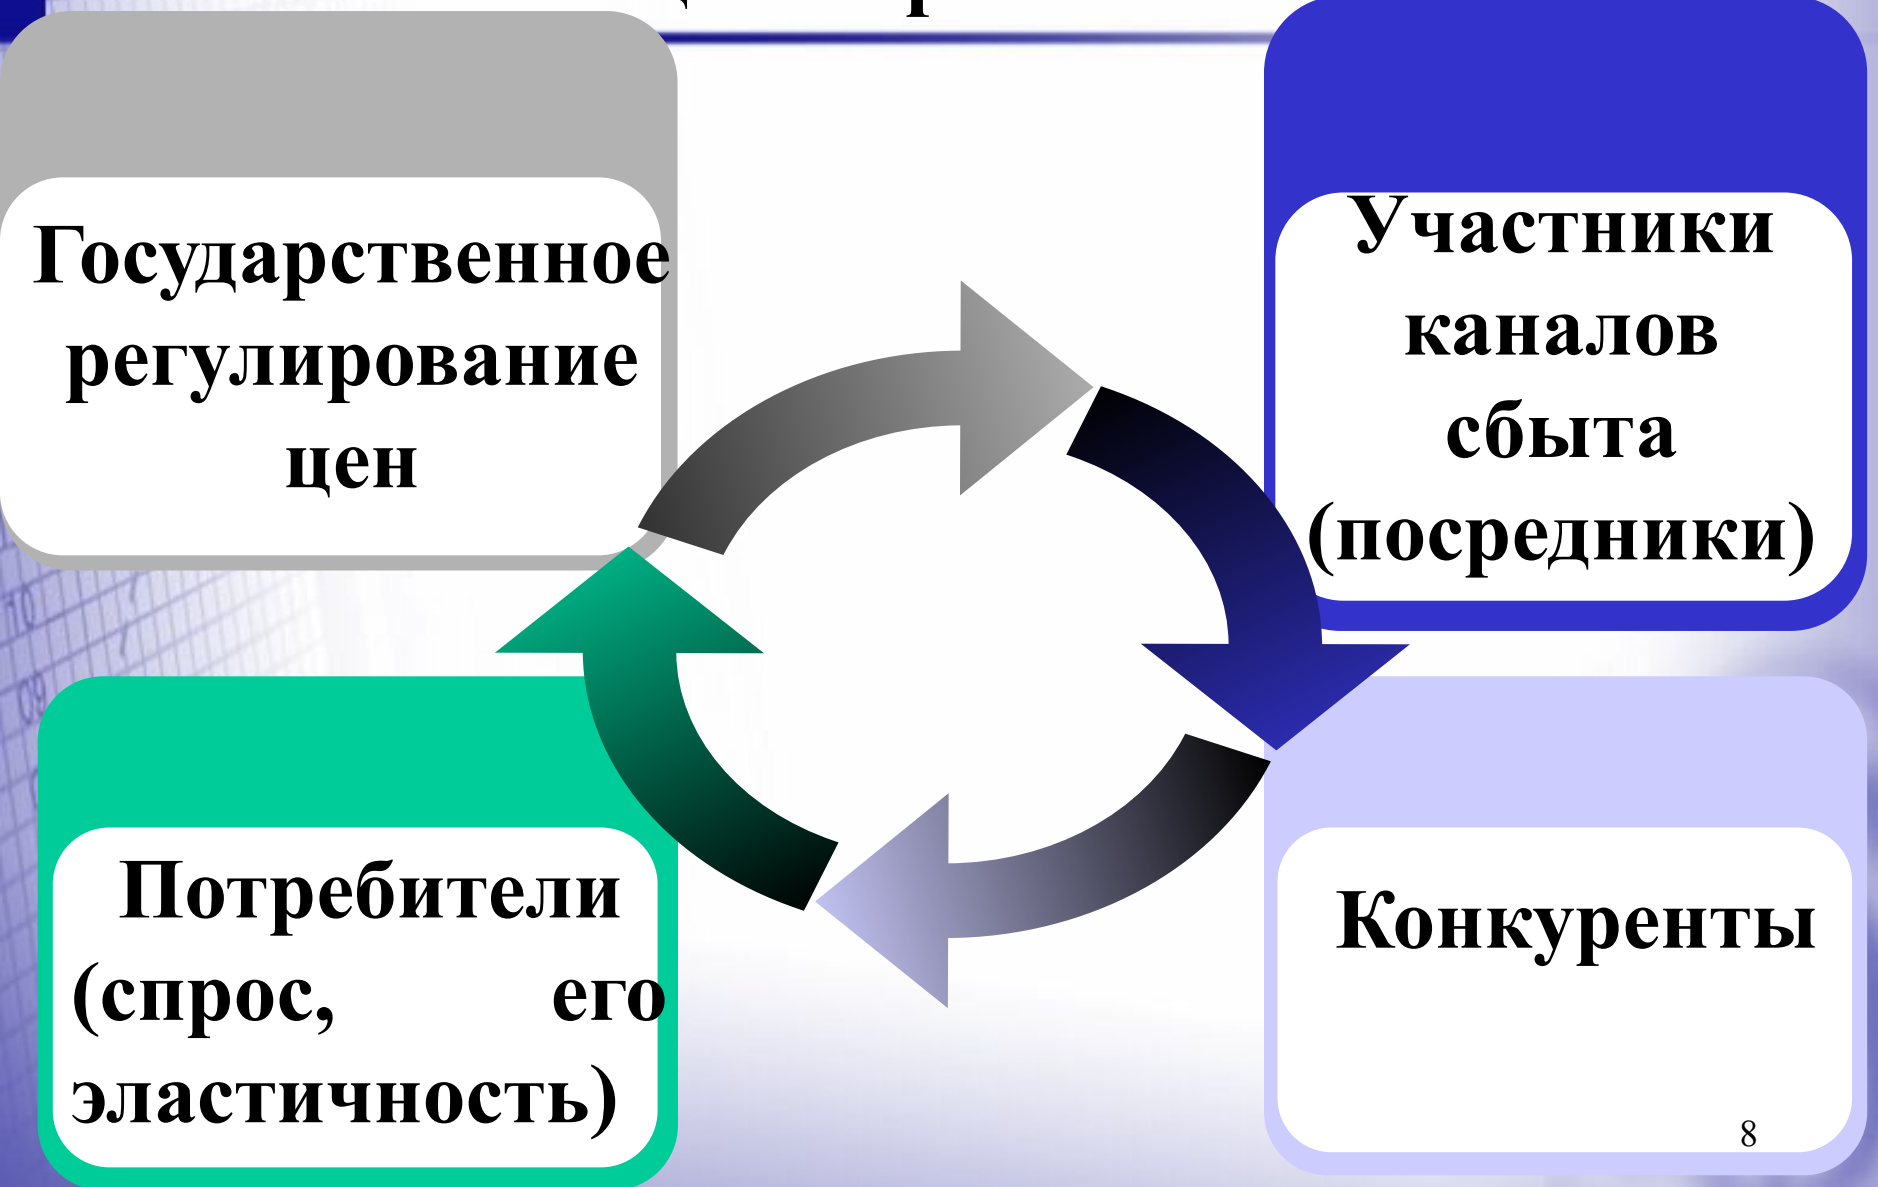 Государственное
регулирование
цен
Участники
каналов
сбыта
(посредники)
Потребители
(спрос, его
эластичность)
Конкуренты
8